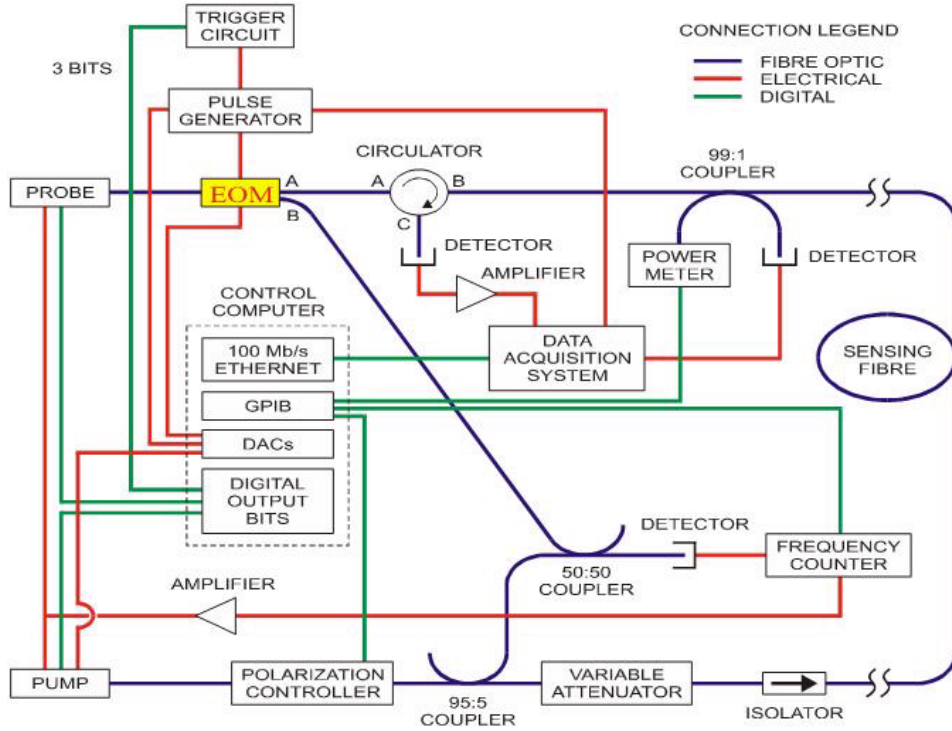 TRIGGER
CIRCUIT
CONNECTION LEGEND
FIBRE OPTIC
ELECTRICAL
DIGITAL
3 BITS
PULSE
GENERATOR
CIRCULATOR
99:1
COUPLER
PROBE
EOM
A
B
A
B
C
DETECTOR
AMPLIFIER
POWER
METER
DETECTOR
CONTROL
COMPUTER
100 Mb/s
ETHERNET
DATA
ACQUISITION
SYSTEM
SENSING
FIBRE
GPIB
DACs
DIGITAL
OUTPUT
BITS
DETECTOR
FREQUENCY
COUNTER
50:50
COUPLER
AMPLIFIER
PUMP
POLARIZATION
CONTROLLER
95:5
COUPLER
VARIABLE
ATTENUATOR
ISOLATOR